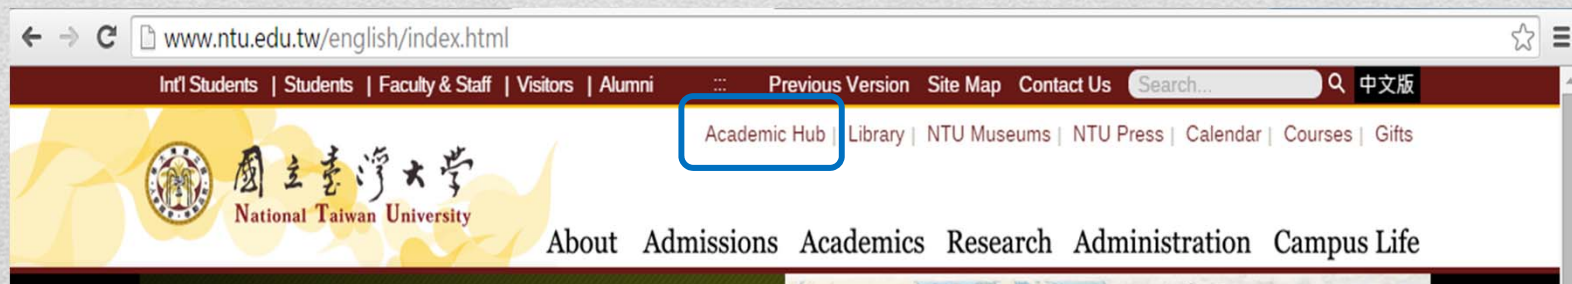 www.ntu.edu.tw/english/index.html
Int'l Students | Students | Faculty & Staff | Visitors | Alumni ::: Previous Version Site Map Contact Us Search... 中文版
Academic Hub | Library | NTU Museums | NTU Press | Calendar | Courses | Gifts
國立臺灣大学
National Taiwan University
About Admissions Academics Research Administration Campus Life